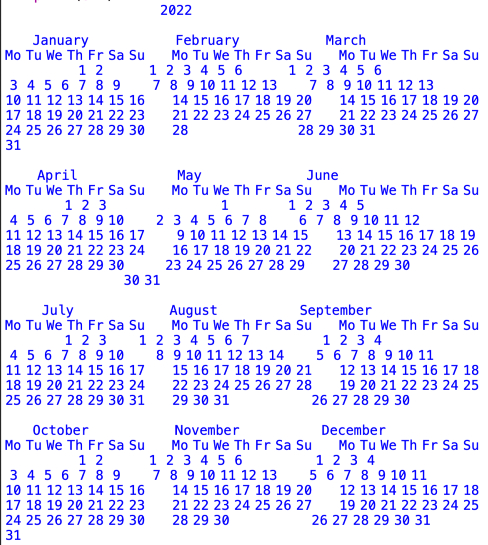 2022
January February March
Mo Tu We Th Fr Sa Su Mo Tu We Th Fr Sa Su Mo Tu We Th Fr Sa Su
1 2 1 2 3 4 5 6 1 2 3 4 5 6
3 4 5 6 7 8 9 7 8 9 10 11 12 13 7 8 9 10 11 12 13
10 11 12 13 14 15 16 14 15 16 17 18 19 20 14 15 16 17 18 19 20
17 18 19 20 21 22 23 21 22 23 24 25 26 27 21 22 23 24 25 26 27
24 25 26 27 28 29 30 28 28 29 30 31
31
April May June
Mo Tu We Th Fr Sa Su Mo Tu We Th Fr Sa Su Mo Tu We Th Fr Sa Su
1 2 3 1 1 2 3 4 5
4 5 6 7 8 9 10 2 3 4 5 6 7 8 6 7 8 9 10 11 12
11 12 13 14 15 16 17 9 10 11 12 13 14 15 13 14 15 16 17 18 19
18 19 20 21 22 23 24 16 17 18 19 20 21 22 20 21 22 23 24 25 26
25 26 27 28 29 30 23 24 25 26 27 28 29 27 28 29 30
30 31
July August September
Mo Tu We Th Fr Sa Su Mo Tu We Th Fr Sa Su Mo Tu We Th Fr Sa Su
1 2 3 1 2 3 4 5 6 7 1 2 3 4
4 5 6 7 8 9 10 8 9 10 11 12 13 14 5 6 7 8 9 10 11
11 12 13 14 15 16 17 15 16 17 18 19 20 21 12 13 14 15 16 17 18
18 19 20 21 22 23 24 22 23 24 25 26 27 28 19 20 21 22 23 24 25
25 26 27 28 29 30 31 29 30 31 26 27 28 29 30
October November December
Mo Tu We Th Fr Sa Su Mo Tu We Th Fr Sa Su Mo Tu We Th Fr Sa Su
1 2 1 2 3 4 5 6 1 2 3 4
3 4 5 6 7 8 9 7 8 9 10 11 12 13 5 6 7 8 9 10 11
10 11 12 13 14 15 16 14 15 16 17 18 19 20 12 13 14 15 16 17 18
17 18 19 20 21 22 23 21 22 23 24 25 26 27 19 20 21 22 23 24 25
24 25 26 27 28 29 30 28 29 30 26 27 28 29 30 31
31